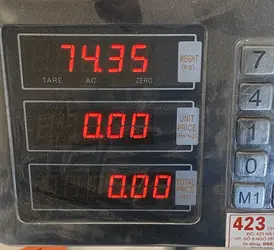 74.35
WEIGHT
(kg)
TARE AC ZERO
0.00
UNIT
PRICE
0.00
TOTAL
PRICE
7
4
1
0
M1
423